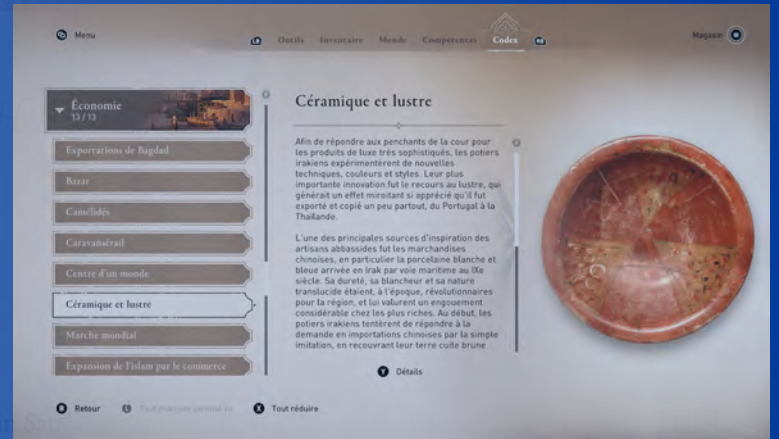 Menu
LB Outils Inventaire Monde Compétences Codex RB
Magasin
Économie
13 / 13
Exportations de Bagdad
Bazar
Camélidés
Caravansérail
Centre d'un monde
Céramique et lustre
Marche mondial
Expansion de l'islam par le commerce
Céramique et lustre
Afin de répondre aux penchants de la cour pour
les produits de luxe très sophistiqués, les potiers
irakiens expérimentèrent de nouvelles
techniques, couleurs et styles. Leur plus
importante innovation fut le recours au lustre, qui
générait un effet miroitant si apprécié qu'il fut
exporté et copié un peu partout, du Portugal à la
Thaïlande.
L'une des principales sources d'inspiration des
artisans abbassides fut les marchandises
chinoises, en particulier la porcelaine blanche et
bleue arrivée en Irak par voie maritime au IXe
siècle. Sa dureté, sa blancheur et sa nature
translucide étaient, à l'époque, révolutionnaires
pour la région, et lui valurent un engouement
considérable chez les plus riches. Au début, les
potiers irakiens tentèrent de répondre à la
demande en importations chinoises par la simple
imitation, en recouvrant leur terre cuite brune
Y Détails
B Retour
Tout marquer comme lu
X Tout réduire